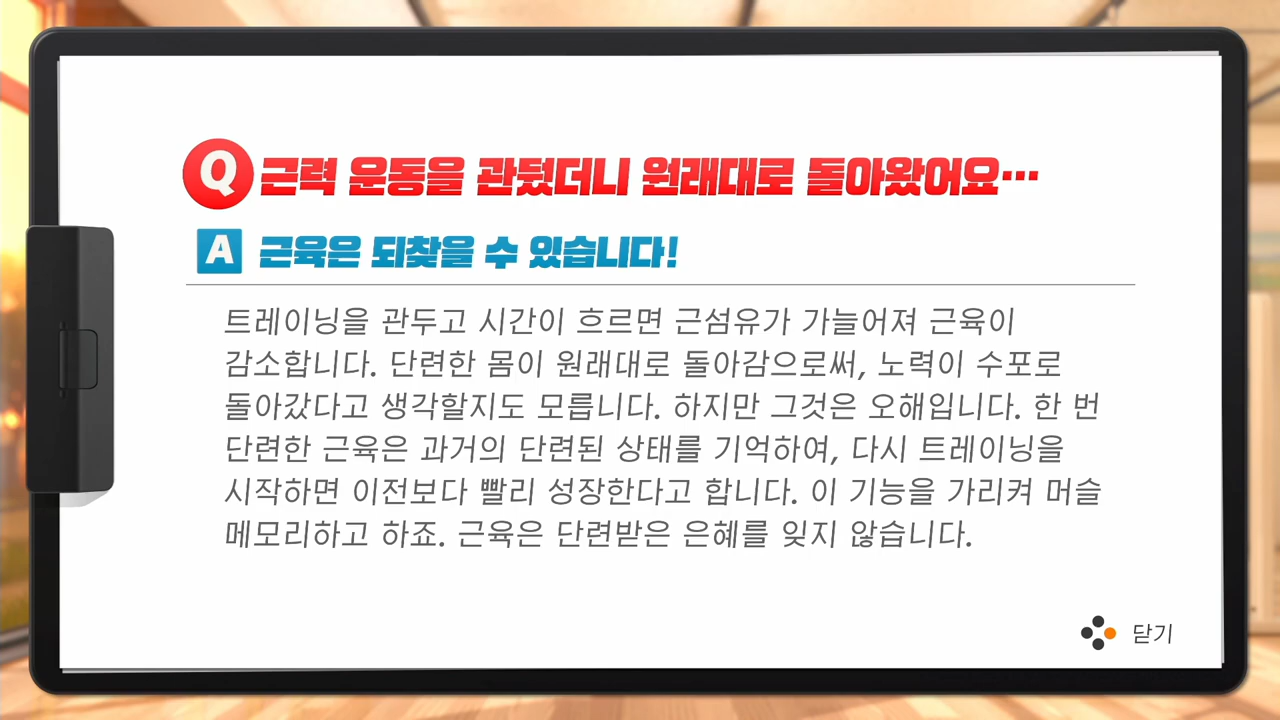 Q 근력 운동을 관뒀더니 원래대로 돌아왔어요…
A 근육은 되찾을 수 있습니다!
트레이닝을 관두고 시간이 흐르면 근섬유가 가늘어져 근육이
감소합니다. 단련한 몸이 원래대로 돌아감으로써, 노력이 수포로
돌아갔다고 생각할지도 모릅니다. 하지만 그것은 오해입니다. 한 번
단련한 근육은 과거의 단련된 상태를 기억하여, 다시 트레이닝을
시작하면 이전보다 빨리 성장한다고 합니다. 이 기능을 가리켜 머슬
메모리하고 하죠. 근육은 단련받은 은혜를 잊지 않습니다.
닫기